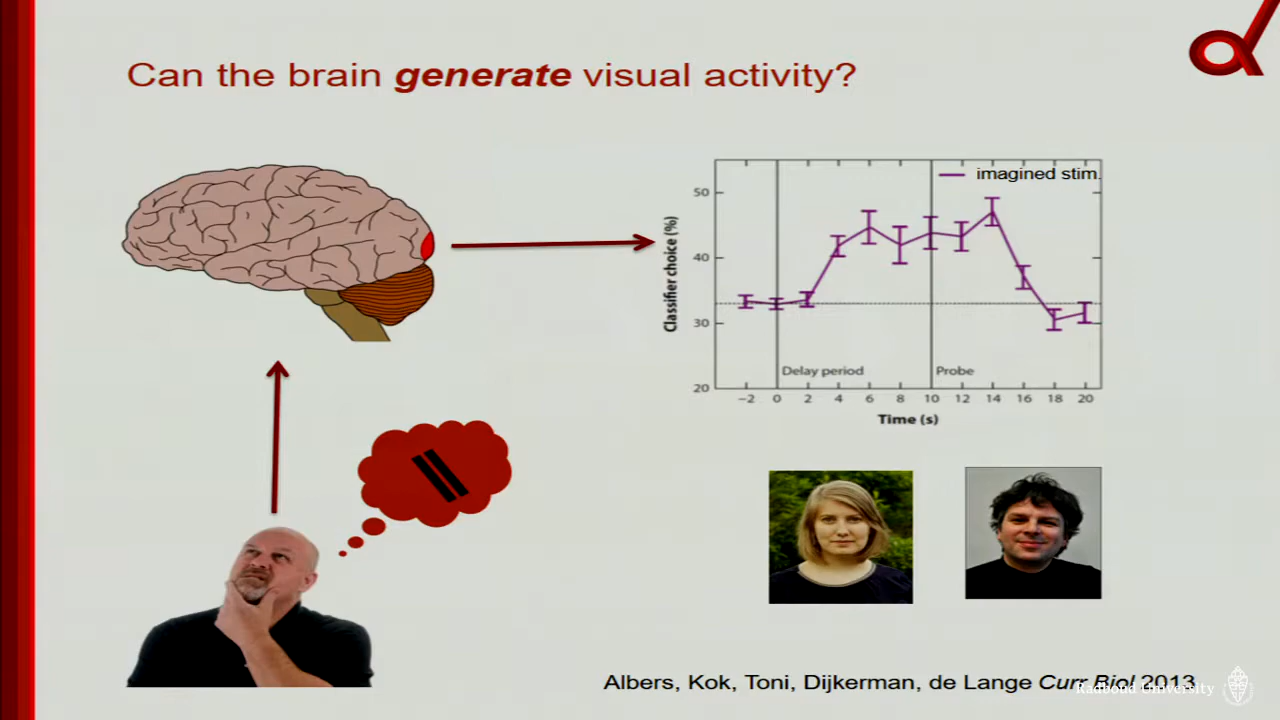 Can the brain generate visual activity?
imagined stim.
Classifier choice (%)
50
40
30
20
Delay period
Probe
−2 0 2 4 6 8 10 12 14 16 18 20
Time (s)
Albers, Kok, Toni, Dijkerman, de Lange Curr Biol 2013
Radboud University